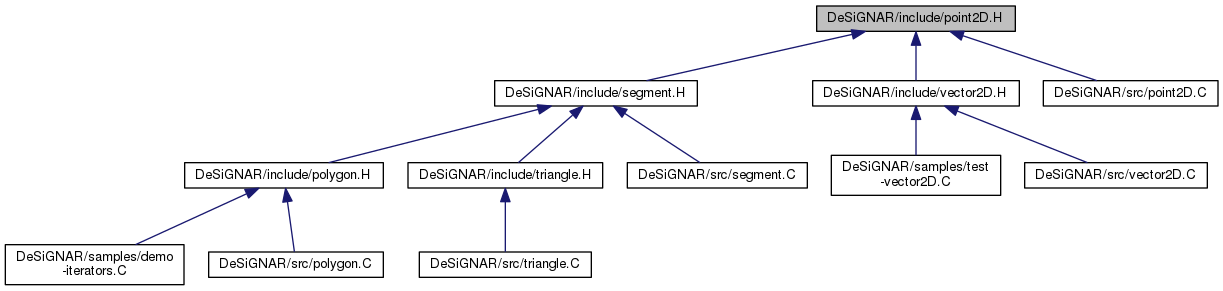 DeSiGNAR/include/point2D.H
DeSiGNAR/include/segment.H
DeSiGNAR/include/vector2D.H
DeSiGNAR/src/point2D.C
DeSiGNAR/include/polygon.H
DeSiGNAR/include/triangle.H
DeSiGNAR/src/segment.C
DeSiGNAR/samples/test
-vector2D.C
DeSiGNAR/src/vector2D.C
DeSiGNAR/samples/demo
-iterators.C
DeSiGNAR/src/polygon.C
DeSiGNAR/src/triangle.C